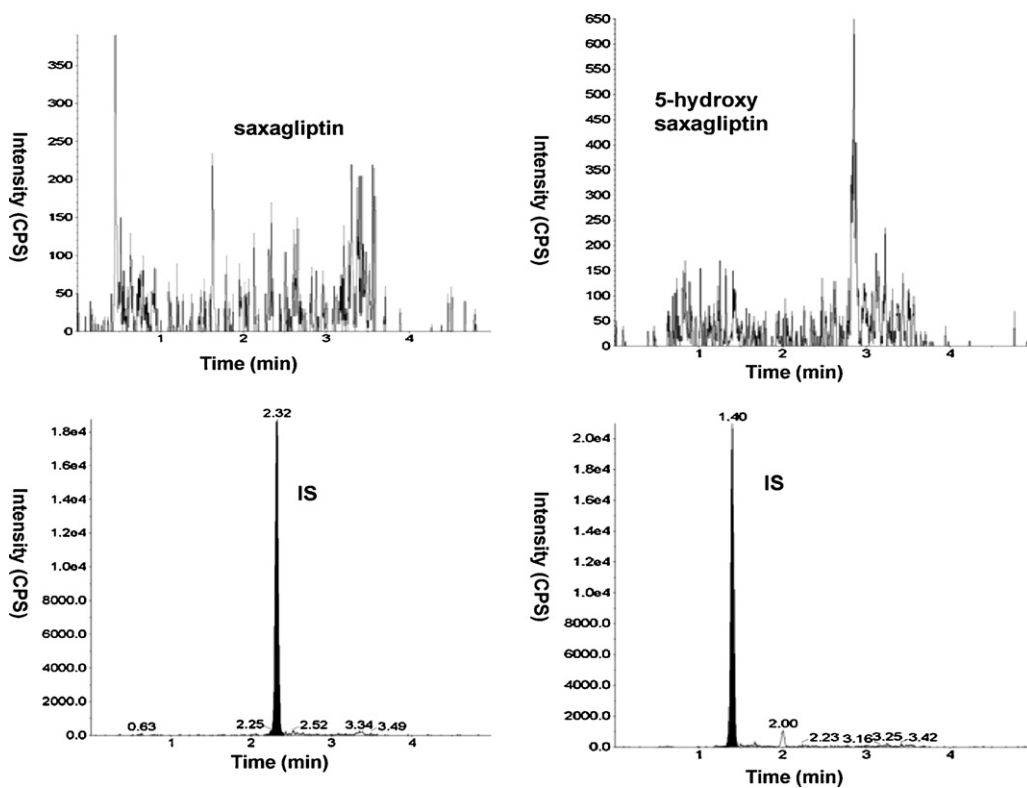 350
300
250
200
150
100
50
0
Intensity (CPS)
saxagliptin
1 2 3 4
Time (min)
650
600
550
500
450
400
350
300
250
200
150
100
50
0
Intensity (CPS)
5-hydroxy
saxagliptin
1 2 3 4
Time (min)
2.32
1.8e4
1.6e4
1.4e4
1.2e4
1.0e4
8000.0
6000.0
4000.0
2000.0
0.0
Intensity (CPS)
IS
0.63 2.25 2.52 3.34 3.49
1 2 3 4
Time (min)
1.40
2.0e4
1.8e4
1.6e4
1.4e4
1.2e4
1.0e4
8000.0
6000.0
4000.0
2000.0
0.0
Intensity (CPS)
IS
2.00
2.23 3.16 3.25 3.42
1 2 3 4
Time (min)